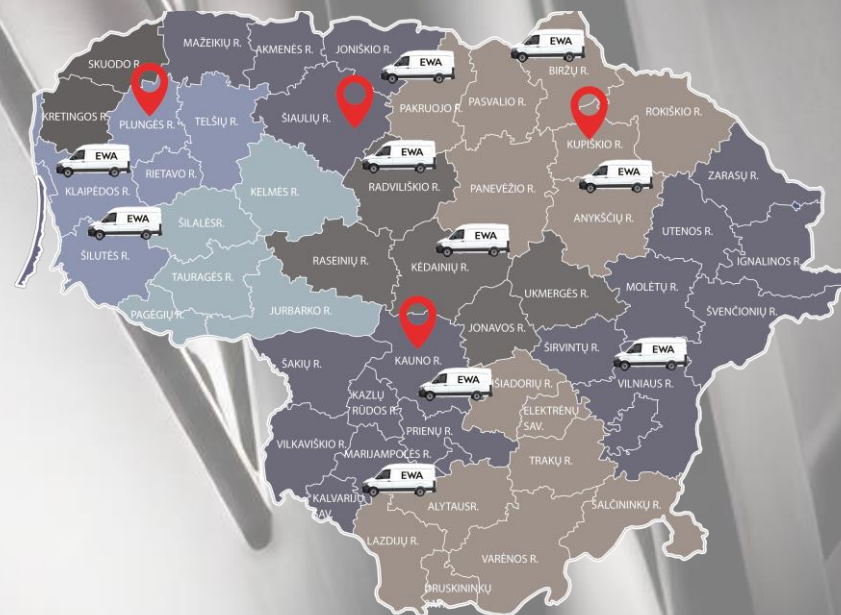 MAŽEIKIŲ R.
AKMENĖS R.
JONIŠKIO R.
SKUODO R.
EWA
EWA
BIRŽŲ R.
KRETINGOS R.
PLUNGĖS R.
TELŠIŲ R.
ŠIAULIŲ R.
PAKRUOJO R.
PASVALIO R.
ROKIŠKIO R.
KUPIŠKIO R.
EWA
KLAIPĖDOS R.
RIETAVO R.
KELMĖS R.
EWA
RADVILIŠKIO R.
PANEVĖŽIO R.
EWA
ZARASŲ R.
EWA
ŠILALĖSR.
ANYKŠČIŲ R.
UTENOS R.
ŠILUTĖS R.
RASEINIŲ R.
EWA
KĖDAINIŲ R.
IGNALINOS R.
TAURAGĖS R.
UKMERGĖS R.
MOLĖTŲ R.
PAGĖGIŲ R.
JURBARKO R.
JONAVOS R.
ŠVENČIONIŲ R.
ŠAKIŲ R.
KAUNO R.
ŠIRVINTŲ R.
EWA
EWA
IŠIADORIŲ R.
VILNIAUS R.
KAZLŲ
RŪDOS R.
ELEKTRĖNŲ
SAV.
VILKAVIŠKIO R.
PRIENŲ R.
MARIJAMPOLĖS R.
TRAKŲ R.
EWA
KALVARIJŲ
SAV.
ALYTAUSR.
ŠALČININKŲ R.
LAZDIJŲ R.
VARĖNOS R.
DRUSKININKŲ